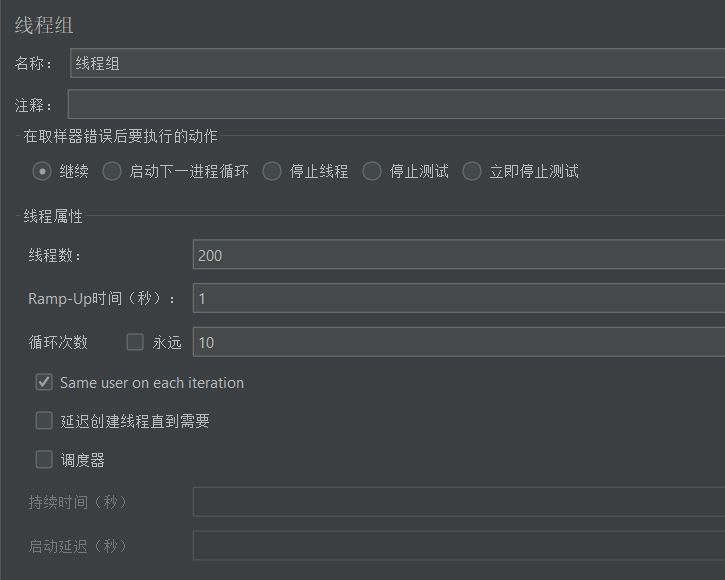 线程组
名称： 线程组
注释：
在取样器错误后要执行的动作
继续 启动下一进程循环 停止线程 停止测试 立即停止测试
线程属性
线程数： 200
Ramp-Up时间（秒）： 1
循环次数 永远 10
Same user on each iteration
延迟创建线程直到需要
调度器
持续时间（秒）
启动延迟（秒）